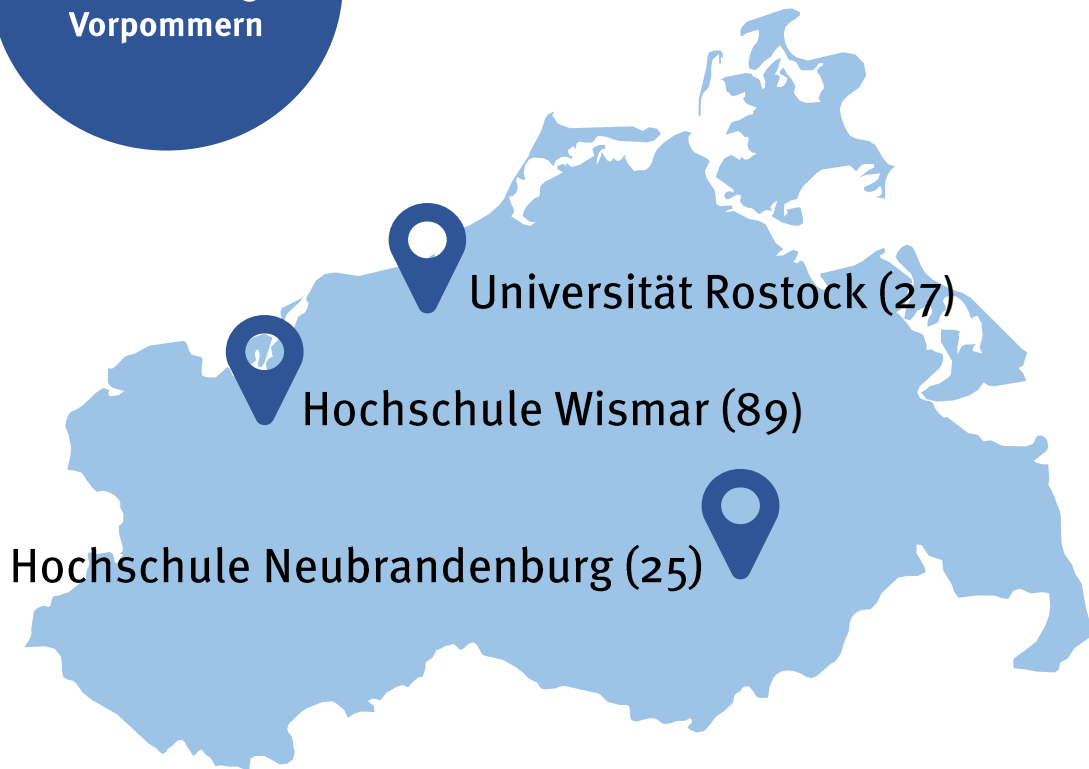 Vorpommern
Universität Rostock (27)
Hochschule Wismar (89)
Hochschule Neubrandenburg (25)